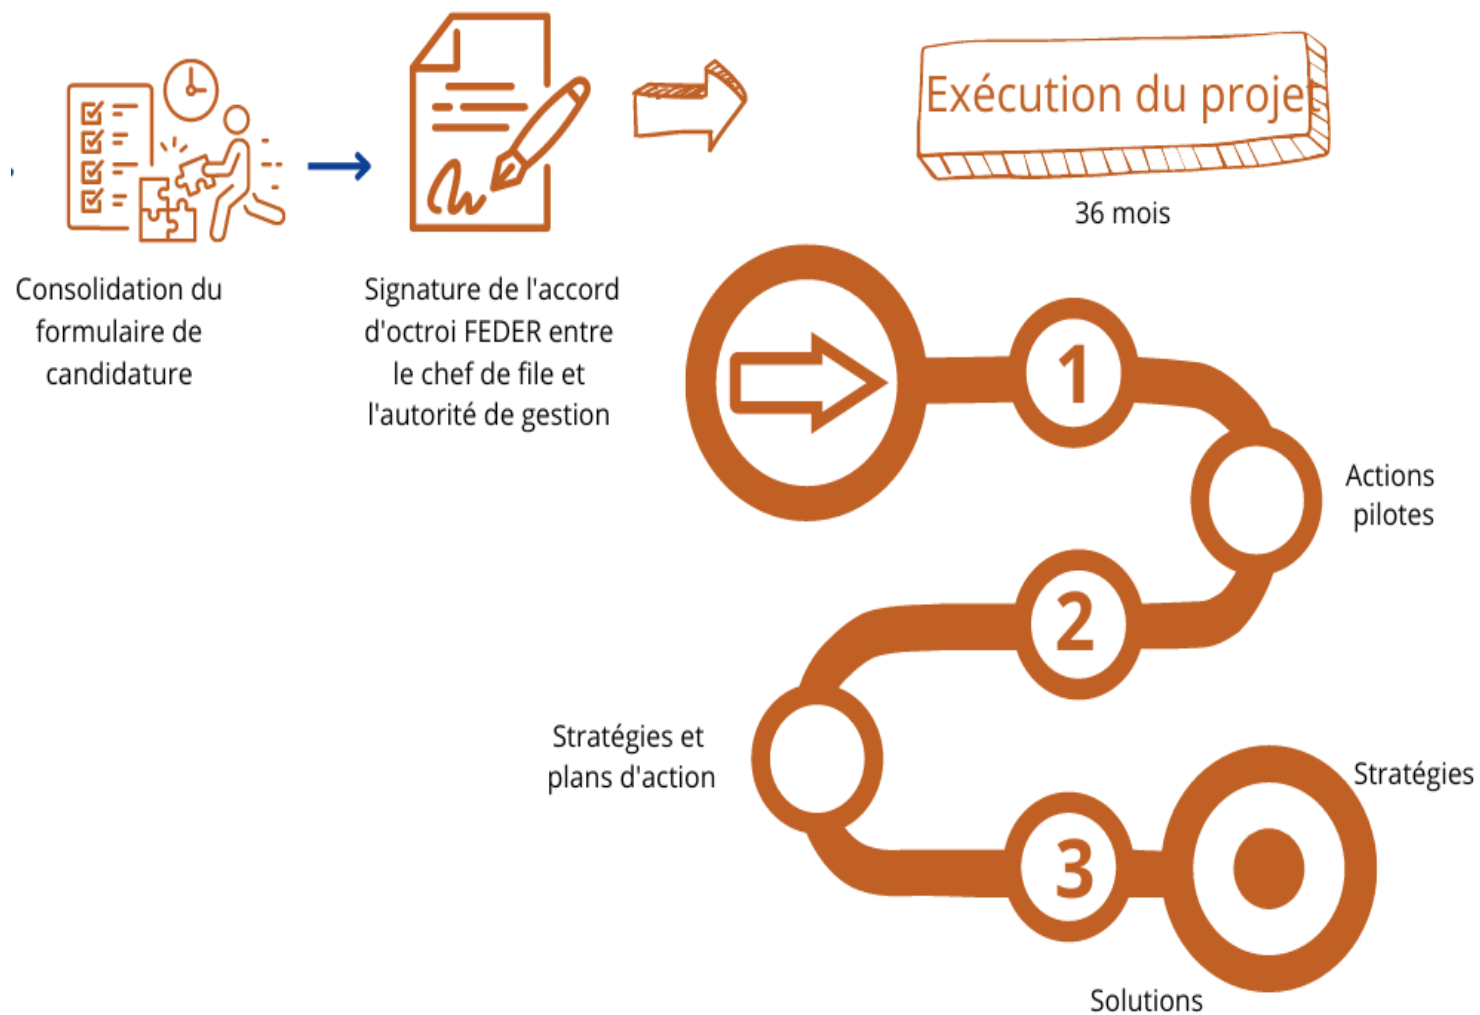 Consolidation du
formulaire de
candidature
Signature de l'accord
d'octroi FEDER entre
le chef de file et
l'autorité de gestion
Exécution du projet
36 mois
1
Actions
pilotes
2
Stratégies et
plans d'action
3
Stratégies
Solutions